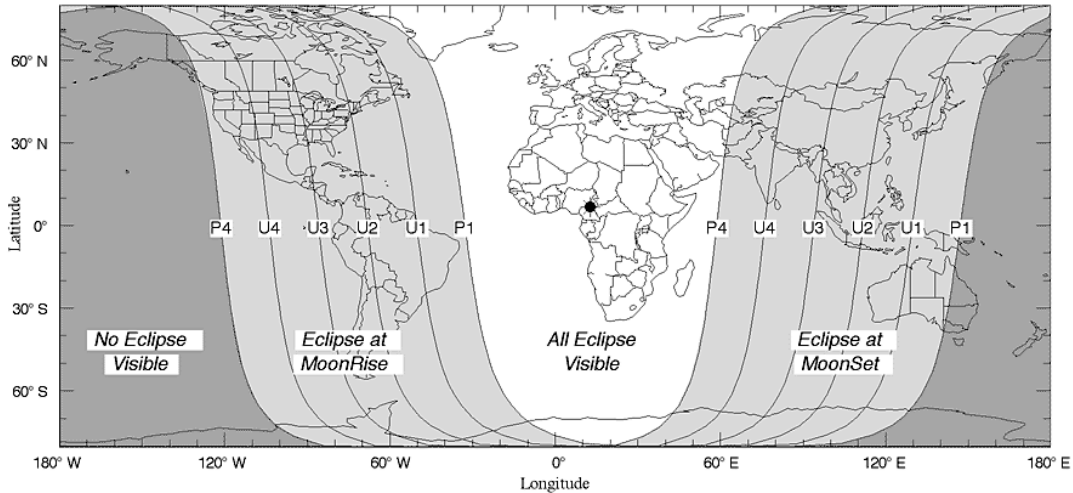 60° N
30° N
0°
30° S
60° S
Latitude
P4 U4 U3 U2 U1 P1 P4 U4 U3 U2 U1 P1
No Eclipse
Visible
Eclipse at
MoonRise
All Eclipse
Visible
Eclipse at
MoonSet
180° W 120° W 60° W 0° 60° E 120° E 180° E
Longitude